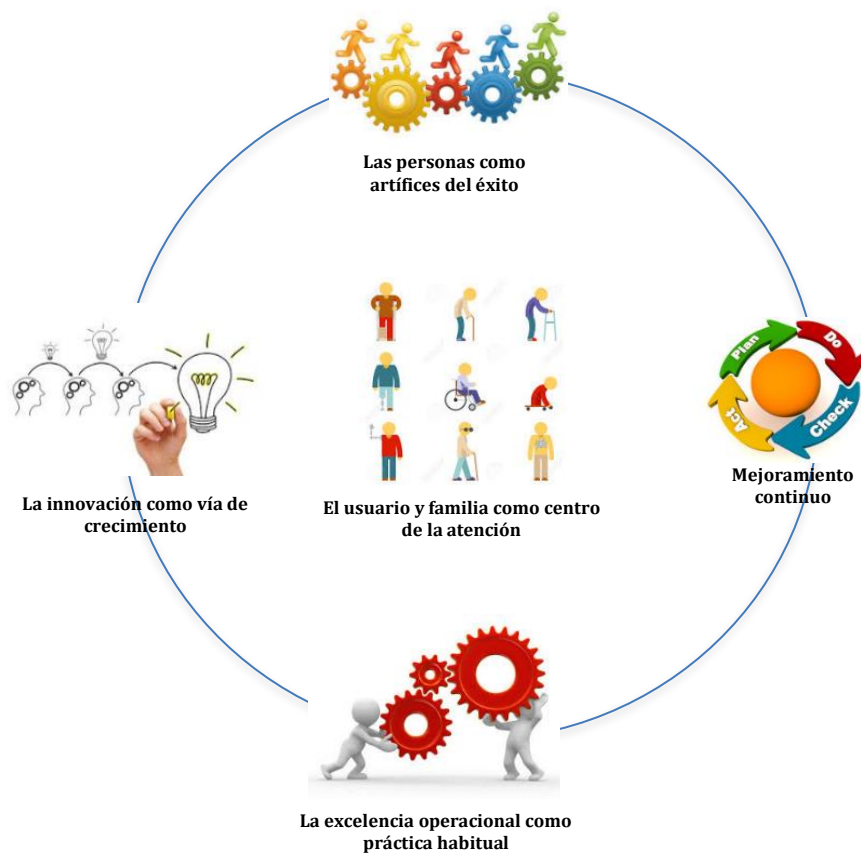 Las personas como
artífices del éxito
Plan
Do
Check
Act
Mejoramiento
continuo
La innovación como vía de
crecimiento
El usuario y familia como centro
de la atención
La excelencia operacional como
práctica habitual